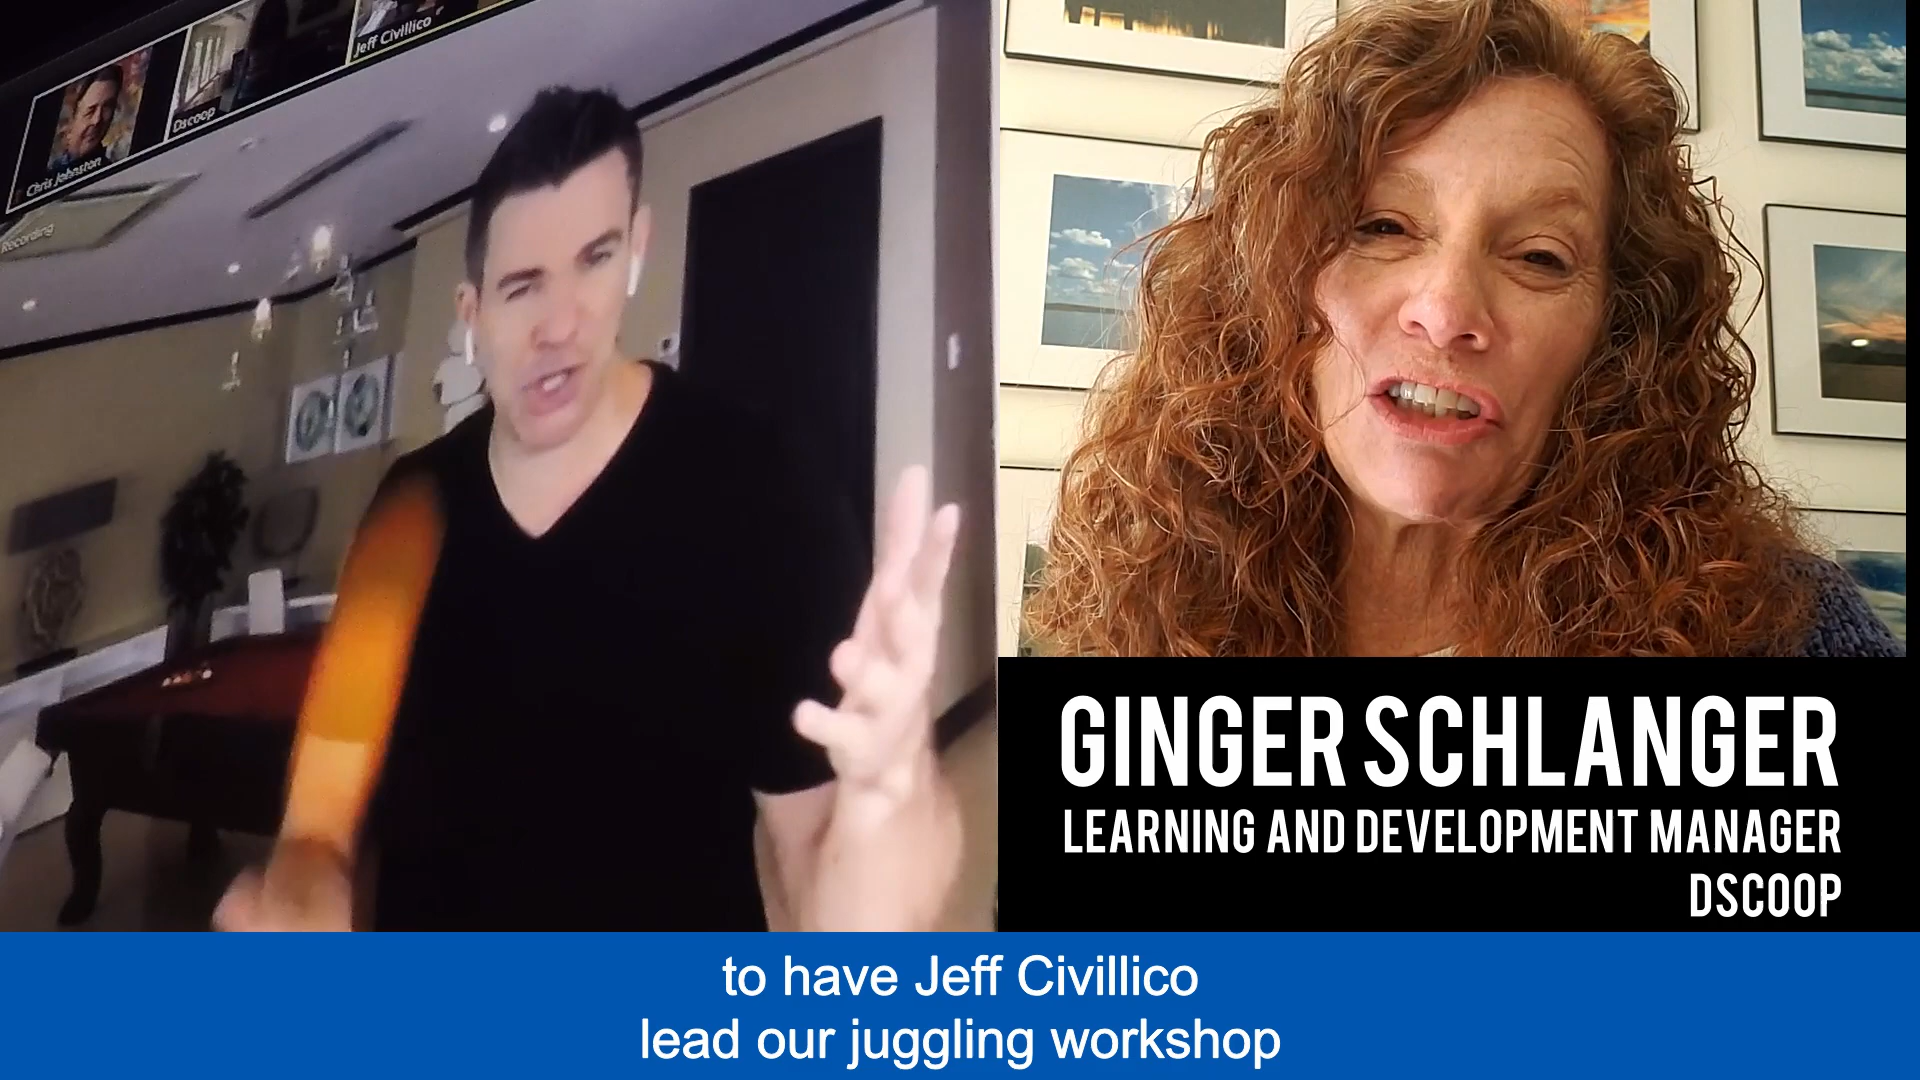 Jeff Civillico
Dscoop
Chris Johnston
Recording
GINGER SCHLANGER
LEARNING AND DEVELOPMENT MANAGER
DSCOOP
to have Jeff Civillico
lead our juggling workshop